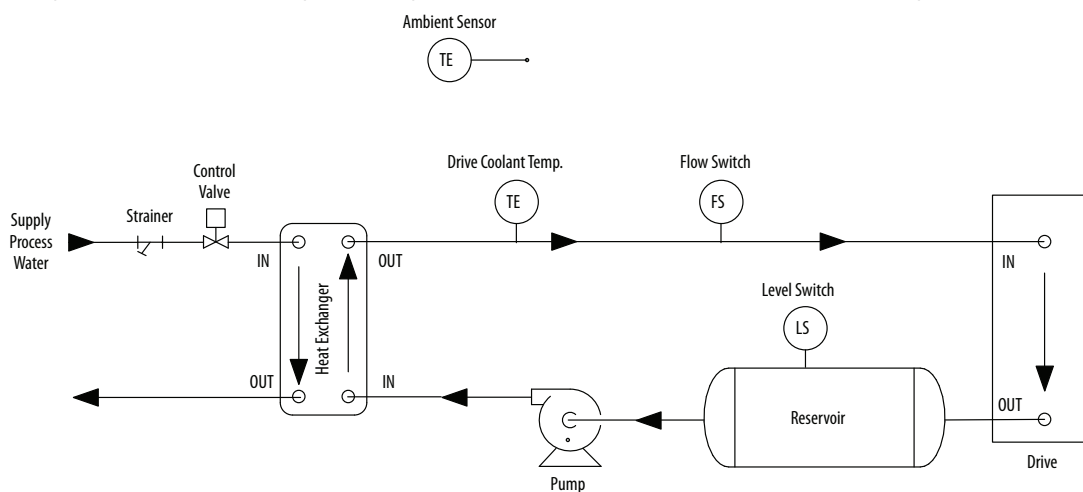 Ambient Sensor
TE
Drive Coolant Temp.
TE
Flow Switch
FS
Control
Valve
Strainer
Supply
Process
Water
IN
OUT
Heat Exchanger
OUT
IN
IN
Level Switch
LS
Reservoir
OUT
Pump
Drive